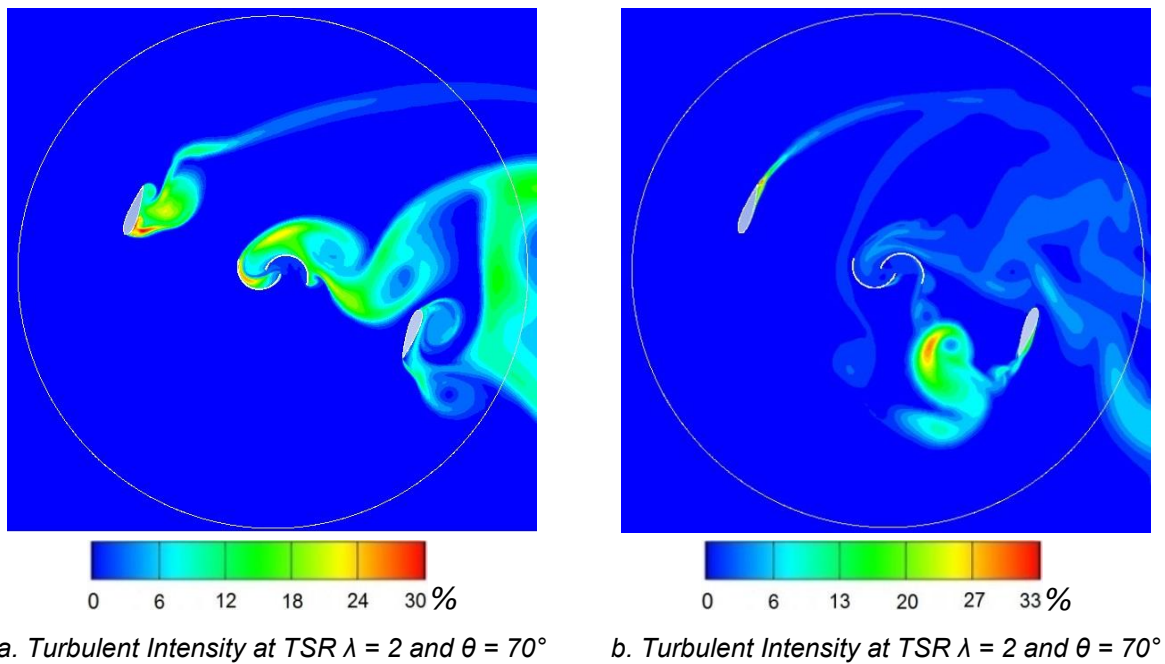 0 6 12 18 24 30 %
0 6 13 20 27 33 %
a. Turbulent Intensity at TSR λ = 2 and θ = 70°
b. Turbulent Intensity at TSR λ = 2 and θ = 70°